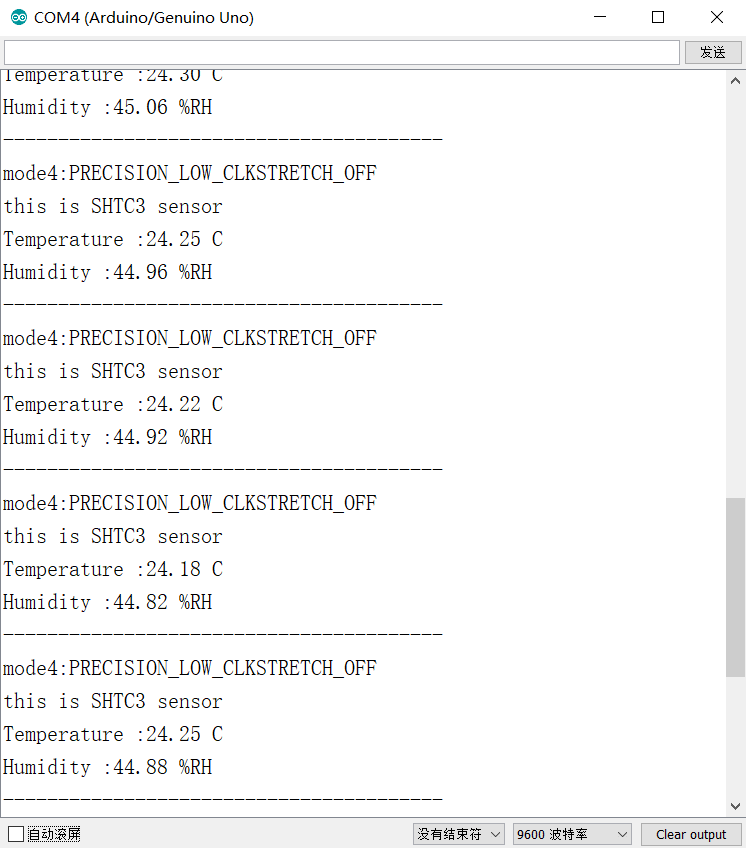 COM4 (Arduino/Genuino Uno)
发送
Temperature :24.30 C
Humidity :45.06 %RH
----------------------------------------
mode4:PRECISION_LOW_CLKSTRETCH_OFF
this is SHTC3 sensor
Temperature :24.25 C
Humidity :44.96 %RH
----------------------------------------
mode4:PRECISION_LOW_CLKSTRETCH_OFF
this is SHTC3 sensor
Temperature :24.22 C
Humidity :44.92 %RH
----------------------------------------
mode4:PRECISION_LOW_CLKSTRETCH_OFF
this is SHTC3 sensor
Temperature :24.18 C
Humidity :44.82 %RH
----------------------------------------
mode4:PRECISION_LOW_CLKSTRETCH_OFF
this is SHTC3 sensor
Temperature :24.25 C
Humidity :44.88 %RH
----------------------------------------
自动滚屏 没有结束符 9600 波特率 Clear output